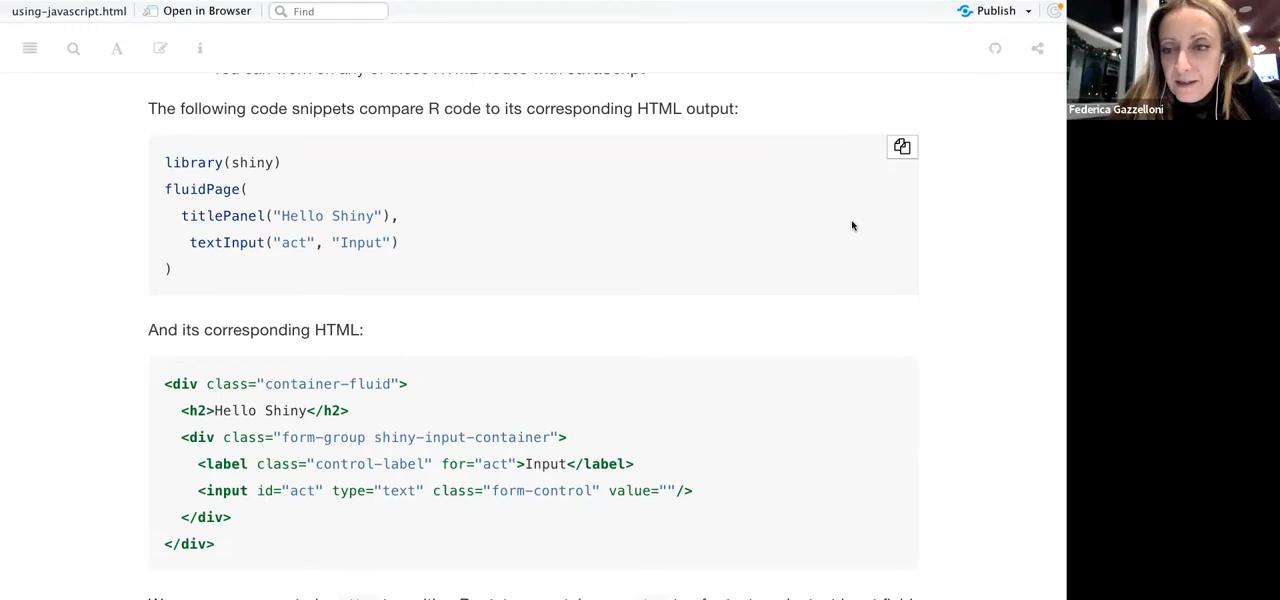 using-javascript.html Open in Browser Find Publish
Federica Gazzelloni
The following code snippets compare R code to its corresponding HTML output:
library(shiny)
fluidPage(
titlePanel("Hello Shiny"),
textInput("act", "Input")
)
And its corresponding HTML:
<div class="container-fluid">
<h2>Hello Shiny</h2>
<div class="form-group shiny-input-container">
<label class="control-label" for="act">Input</label>
<input id="act" type="text" class="form-control" value=""/>
</div>
</div>